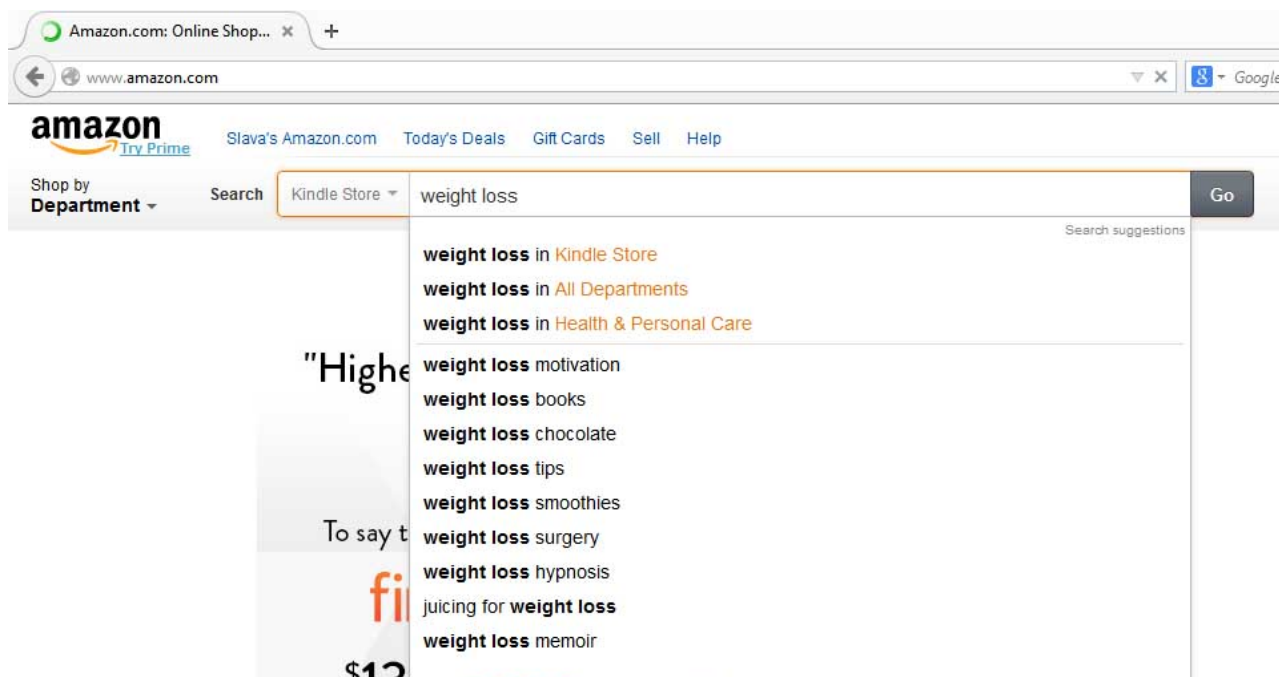 Amazon.com: Online Shop...
www.amazon.com
Google
amazon
Try Prime
Slava's Amazon.com Today's Deals Gift Cards Sell Help
Shop by
Department
Search Kindle Store weight loss Go
Search suggestions
weight loss in Kindle Store
weight loss in All Departments
weight loss in Health & Personal Care
"Highe
weight loss motivation
weight loss books
weight loss chocolate
weight loss tips
weight loss smoothies
To say t
weight loss surgery
weight loss hypnosis
fi
juicing for weight loss
weight loss memoir